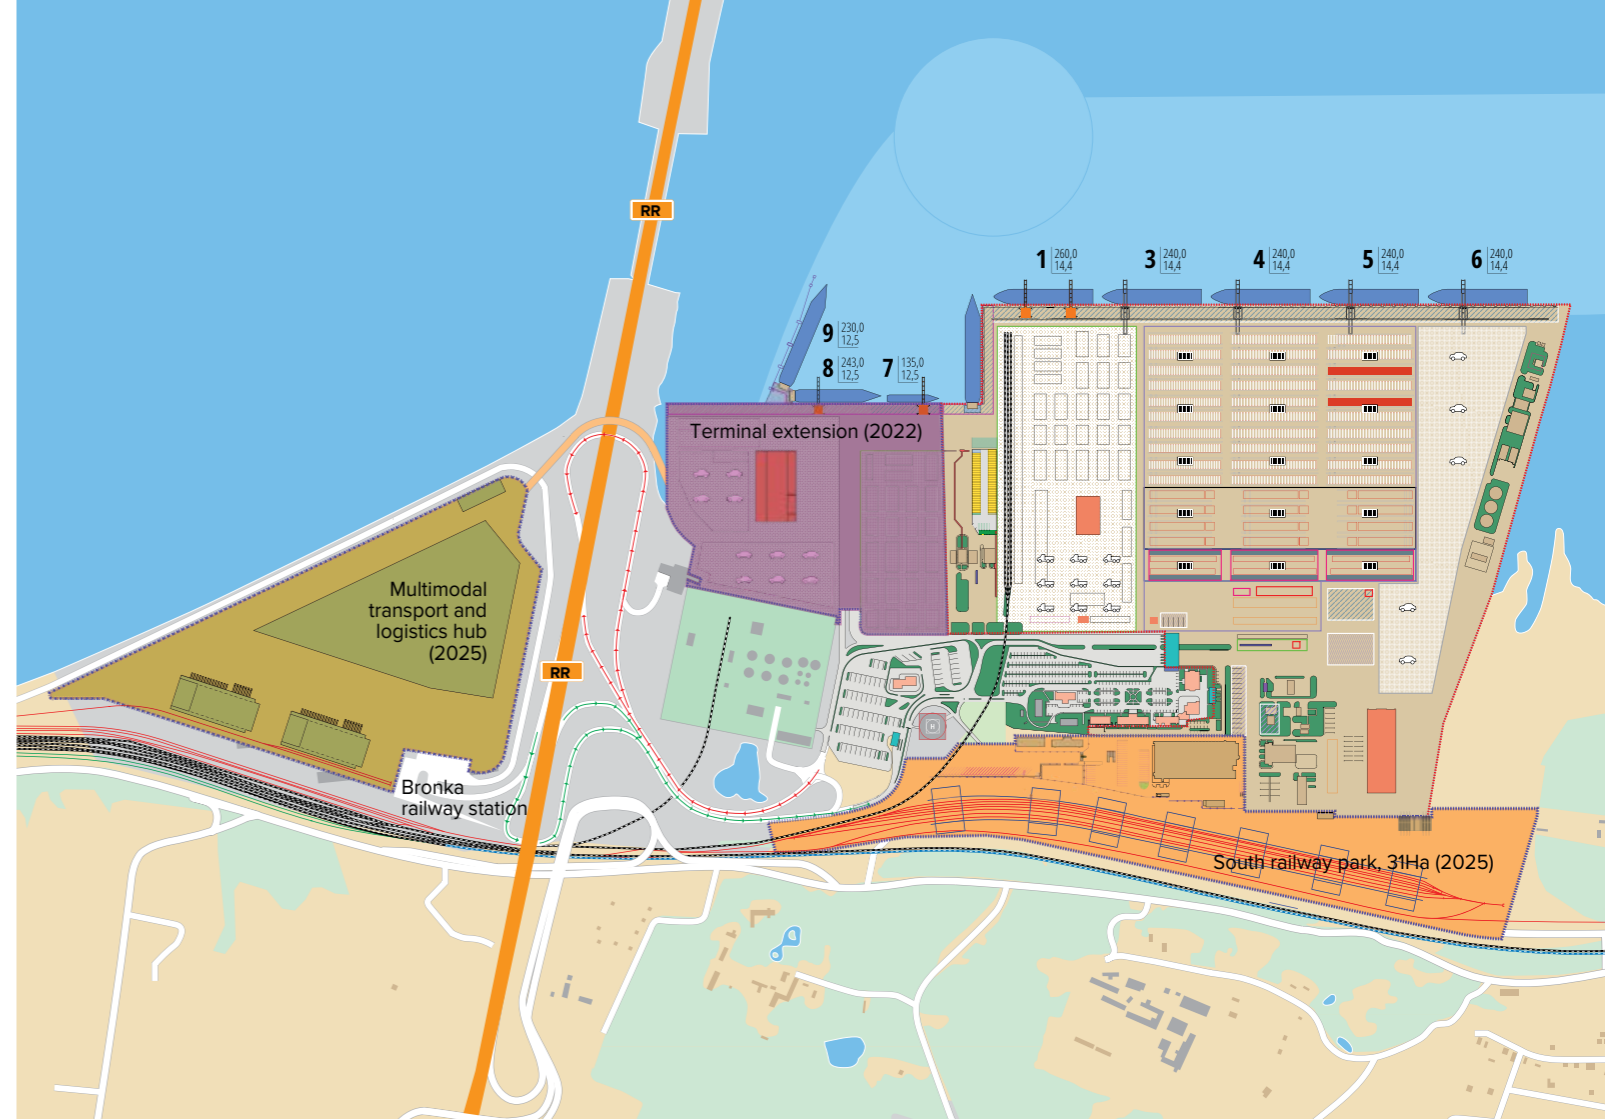 RR
1 260,0
14,4
3 240,0
14,4
4 240,0
14,4
5 240,0
14,4
6 240,0
14,4
9 230,0
12,5
8 243,0
12,5
7 135,0
12,5
Terminal extension (2022)
Multimodal
transport and
logistics hub
(2025)
RR
H
Bronka
railway station
South railway park, 31Ha (2025)